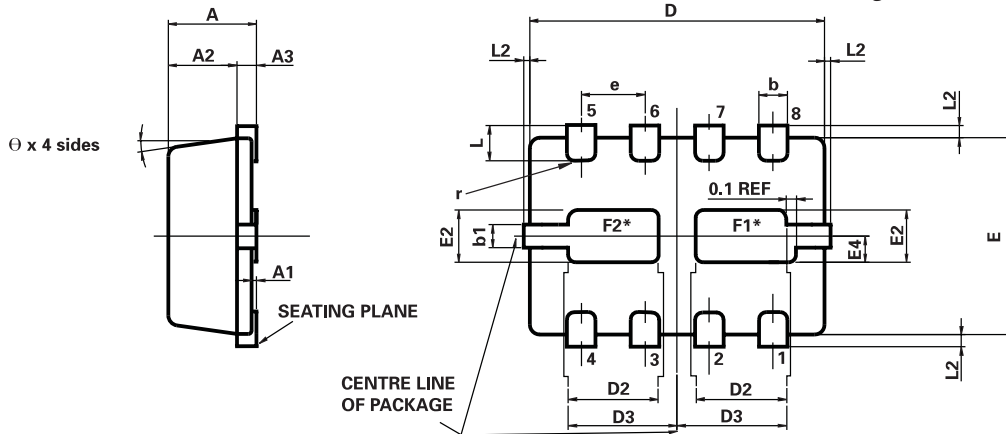 A
A2
A3
Θ x 4 sides
A1
SEATING PLANE
D
L2
L2
e
b
L2
5
6
7
8
L
r
0.1 REF
F2*
F1*
E2
b1
E4
E2
E
4
3
2
1
L2
CENTRE LINE
OF PACKAGE
D2
D2
D3
D3